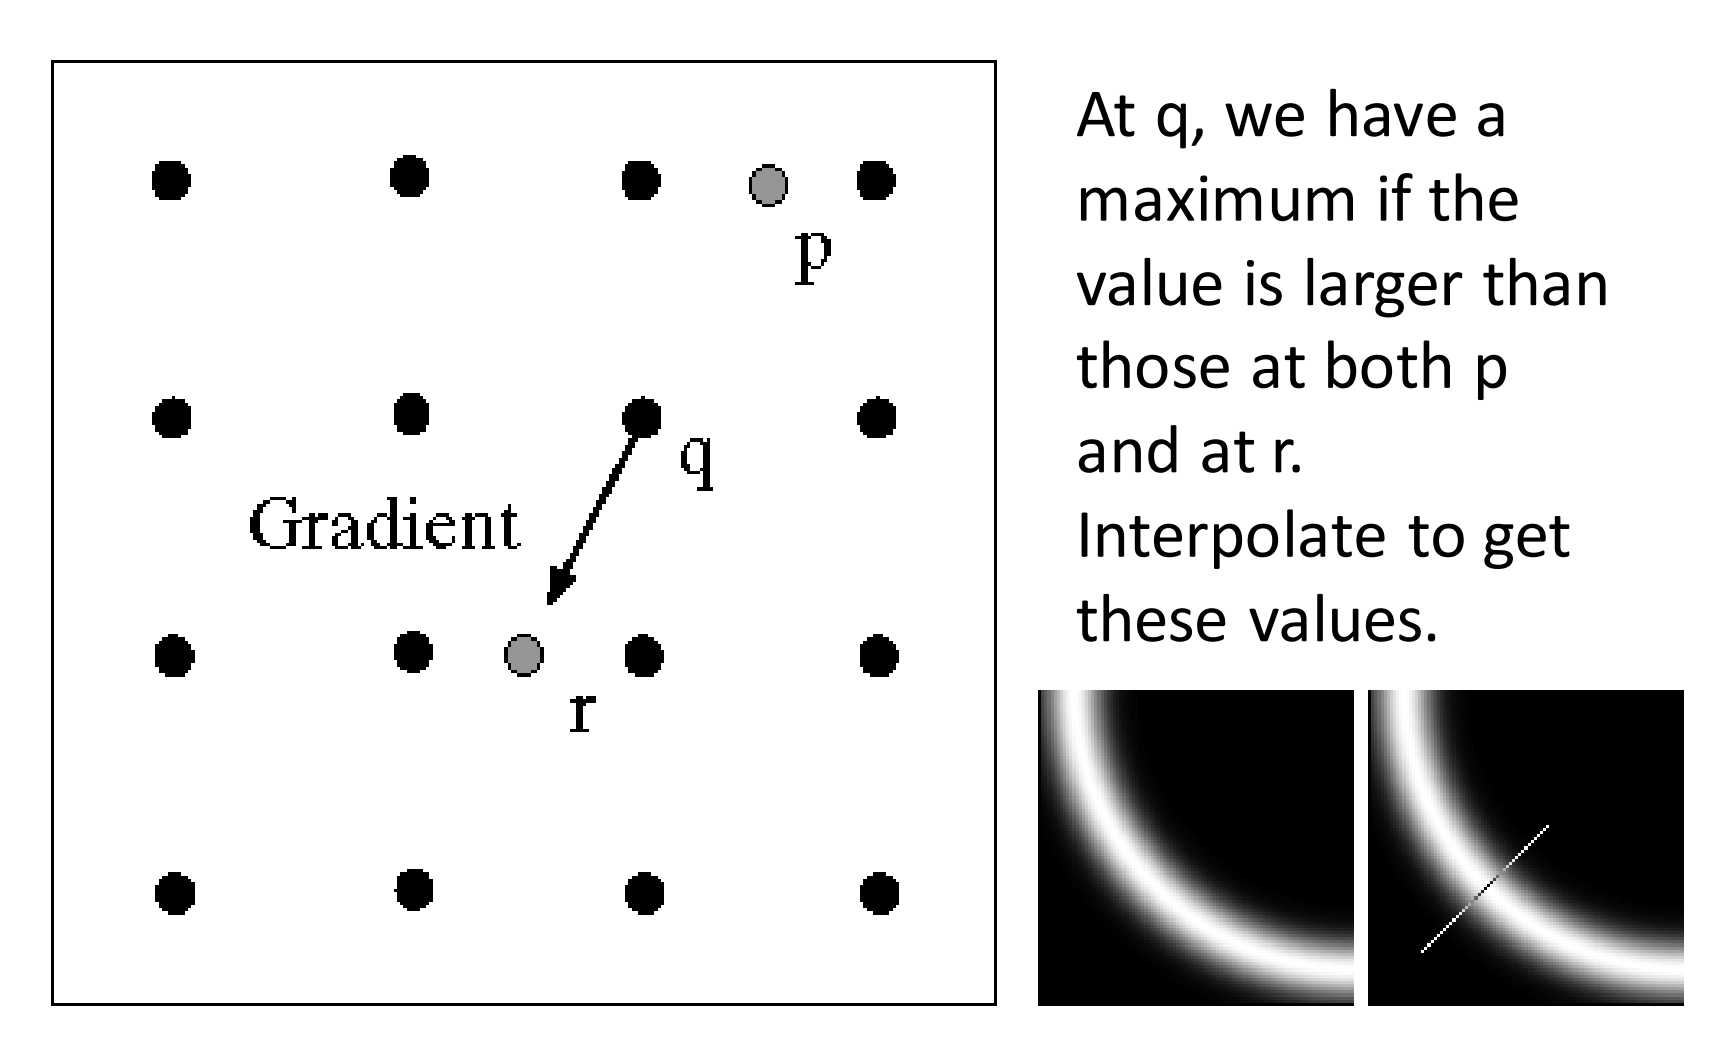 p
q
Gradient
r
At q, we have a
maximum if the
value is larger than
those at both p
and at r.
Interpolate to get
these values.